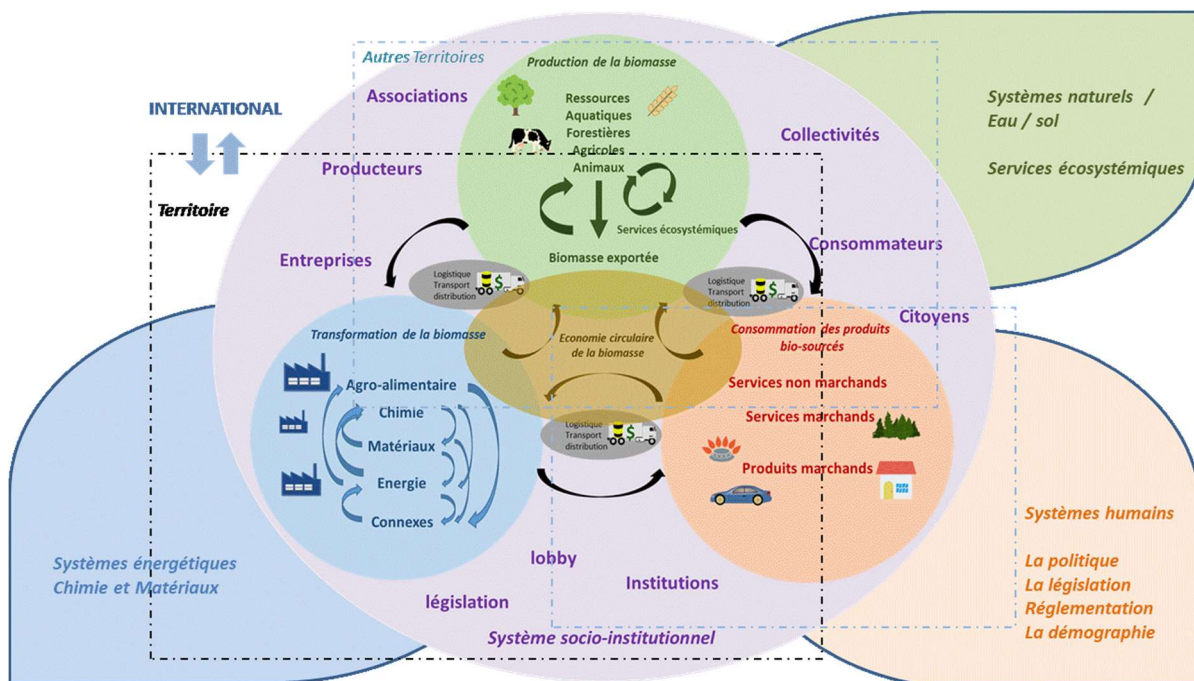 Autres Territoires
Production de la biomasse
Associations
INTERNATIONAL
Ressources
Aquatiques
Forestières
Agricoles
Animaux
Collectivités
Systèmes naturels /
Eau / sol
Services écosystémiques
Producteurs
Territoire
Services écosystémiques
Entreprises
Biomasse exportée
Consommateurs
Logistique
Transport
distribution
Logistique
Transport
distribution
Citoyens
Transformation de la biomasse
Economie circulaire
de la biomasse
Consommation des produits
bio-sourcés
Agro-alimentaire
Chimie
Matériaux
Energie
Connexes
Services non marchands
Services marchands
Produits marchands
Logistique
Transport
distribution
Systèmes énergétiques
Chimie et Matériaux
lobby
Institutions
législation
Système socio-institutionnel
Systèmes humains
La politique
La législation
Réglementation
La démographie